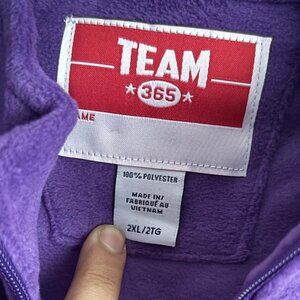 TEAM
365
AME
100% POLYESTER
MADE IN/
FABRIQUÉ AU
VIETNAM
2XL/2TG